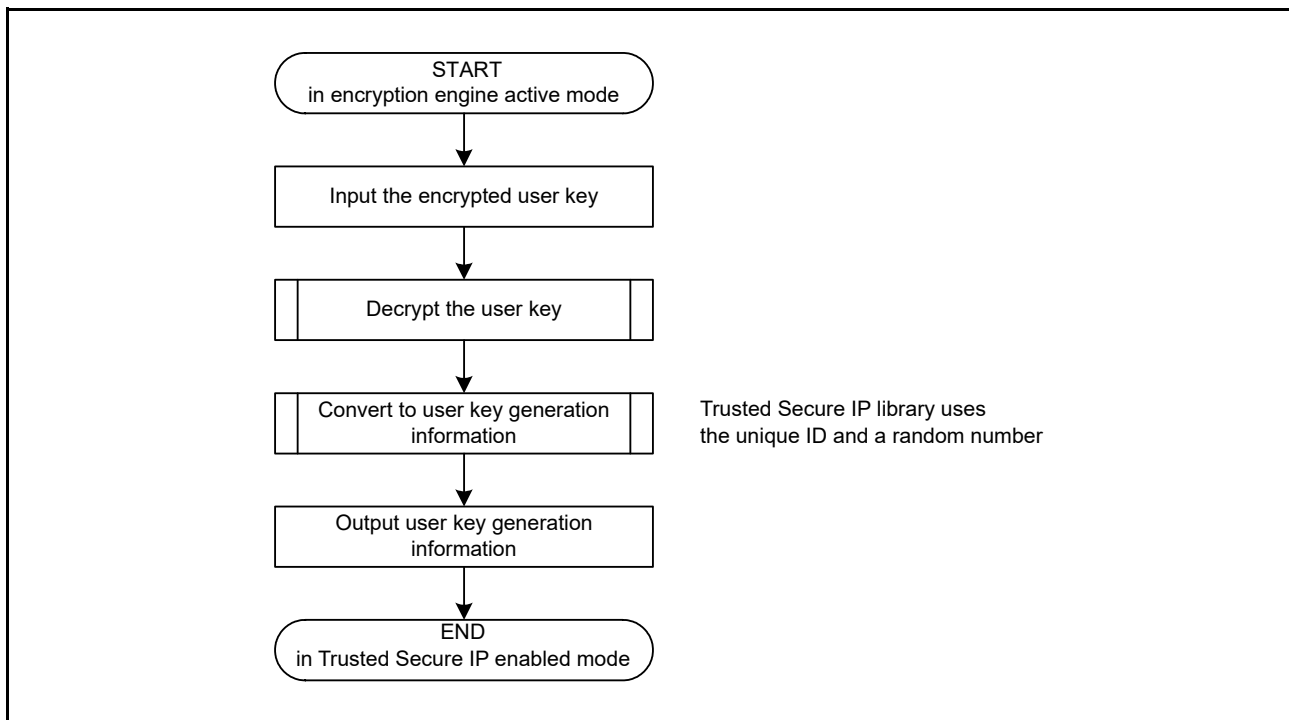 START
in encryption engine active mode
Input the encrypted user key
Decrypt the user key
Convert to user key generation
information
Trusted Secure IP library uses
the unique ID and a random number
Output user key generation
information
END
in Trusted Secure IP enabled mode